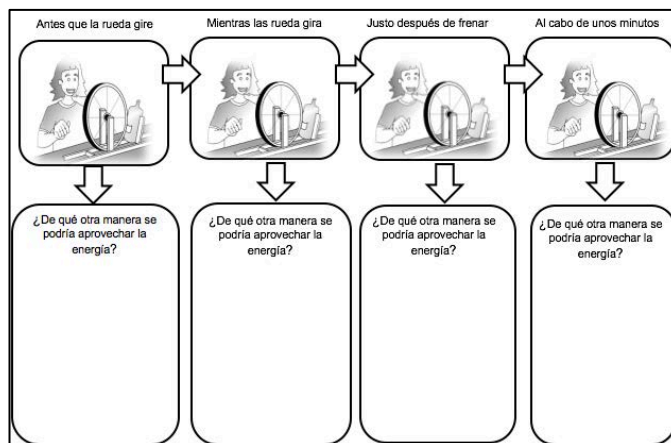 Antes que la rueda gire
Mientras las rueda gira
Justo después de frenar
Al cabo de unos minutos
¿De qué otra manera se
podría aprovechar la
energía?
¿De qué otra manera se
podría aprovechar la
energía?
¿De qué otra manera se
podría aprovechar la
energía?
¿De qué otra manera se
podría aprovechar la
energía?